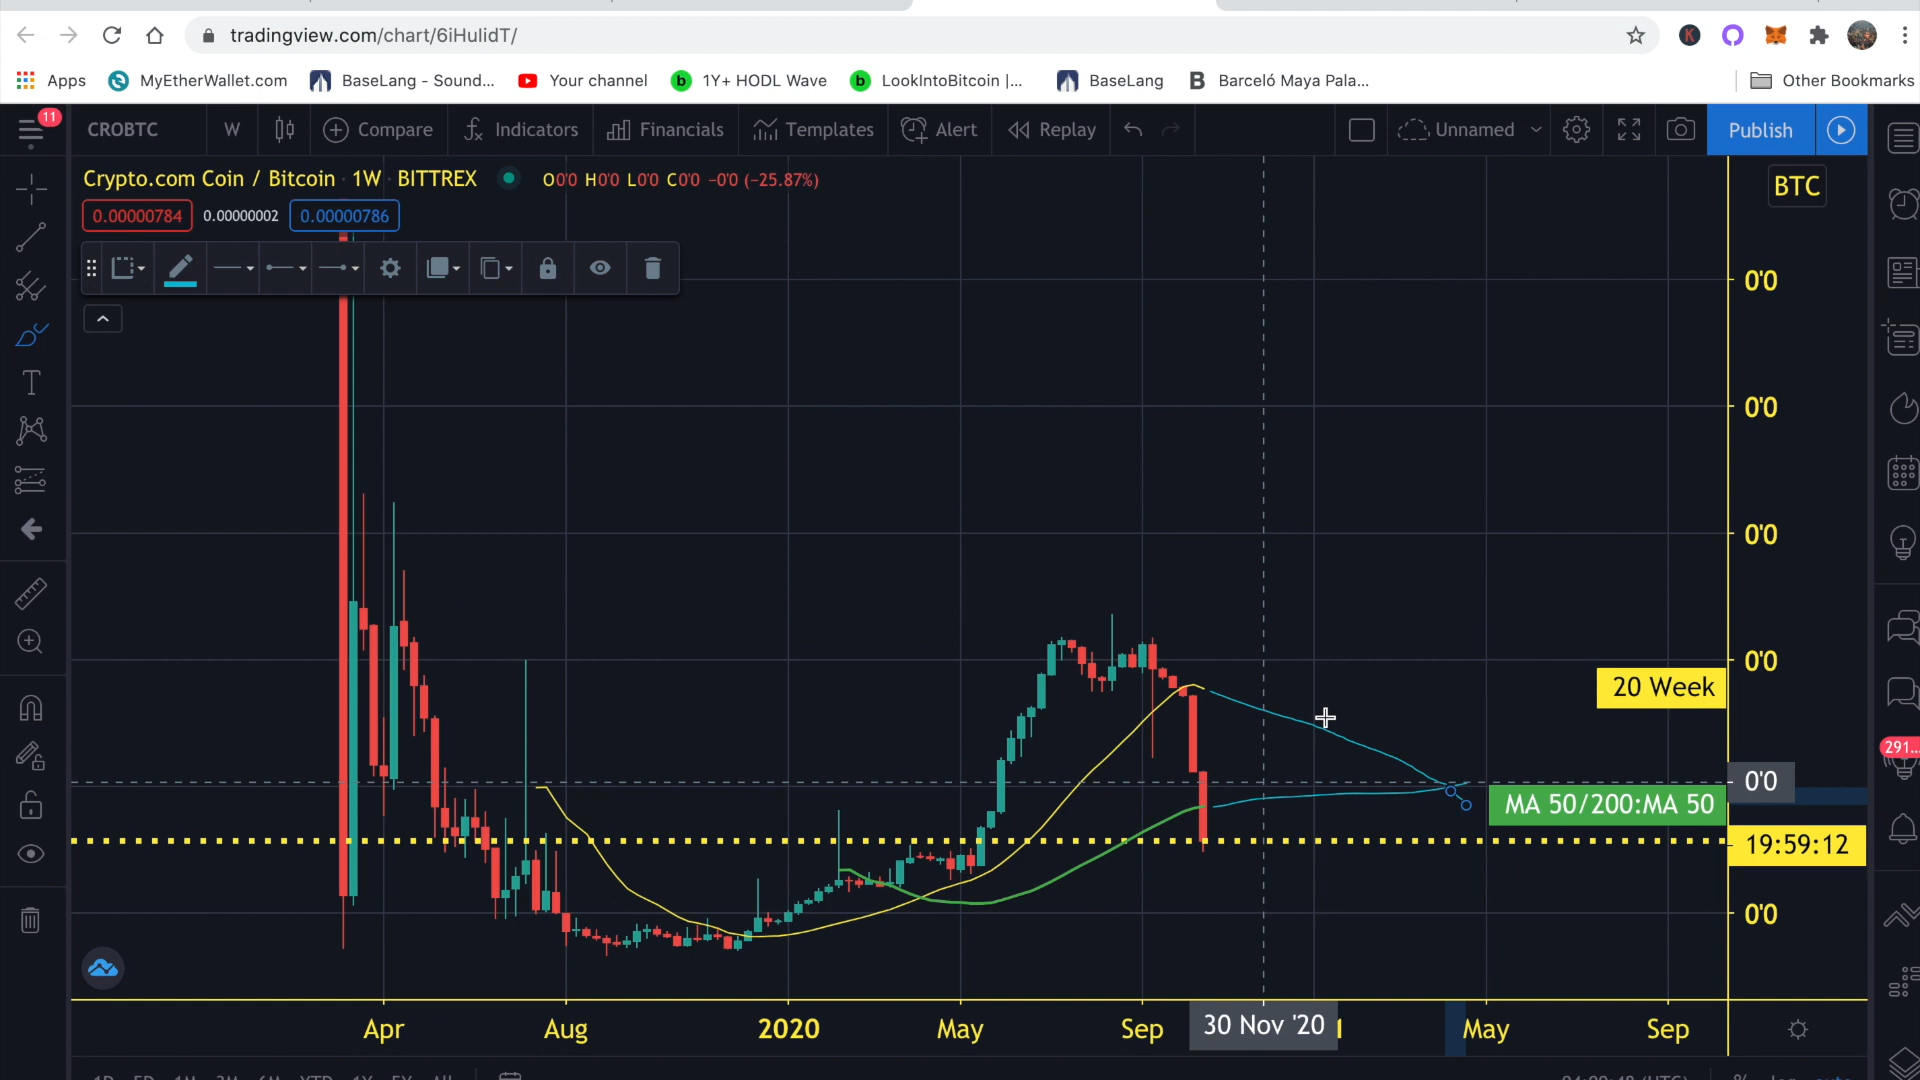 tradingview.com/chart/6iHulidT/
K
Apps MyEtherWallet.com BaseLang - Sound... Your channel b 1Y+ HODL Wave b LookIntoBitcoin |... BaseLang B Barceló Maya Pala... Other Bookmarks
11
CROBTC W Compare Indicators Financials Templates Alert Replay Unnamed Publish
Crypto.com Coin / Bitcoin · 1W · BITTREX O0'0 H0'0 L0'0 C0'0 −0'0 (−25.87%)
BTC
0.00000784 0.00000002 0.00000786
0'0
0'0
0'0
0'0
20 Week
291...
0'0
MA 50/200:MA 50
19:59:12
0'0
Apr Aug 2020 May Sep 30 Nov '20 May Sep